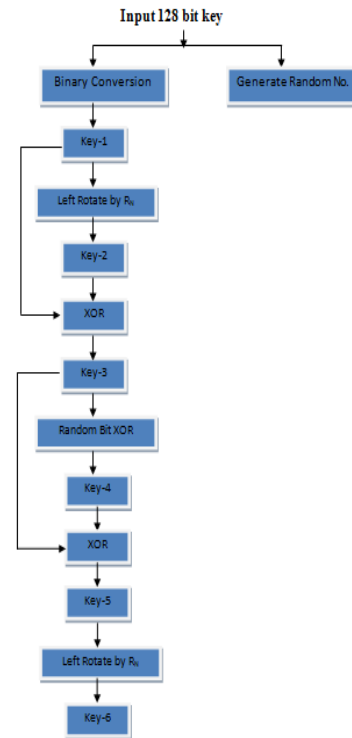 Input 128 bit key
Binary Conversion
Generate Random No.
Key-1
Left Rotate by RN
Key-2
XOR
Key-3
Random Bit XOR
Key-4
XOR
Key-5
Left Rotate by RN
Key-6